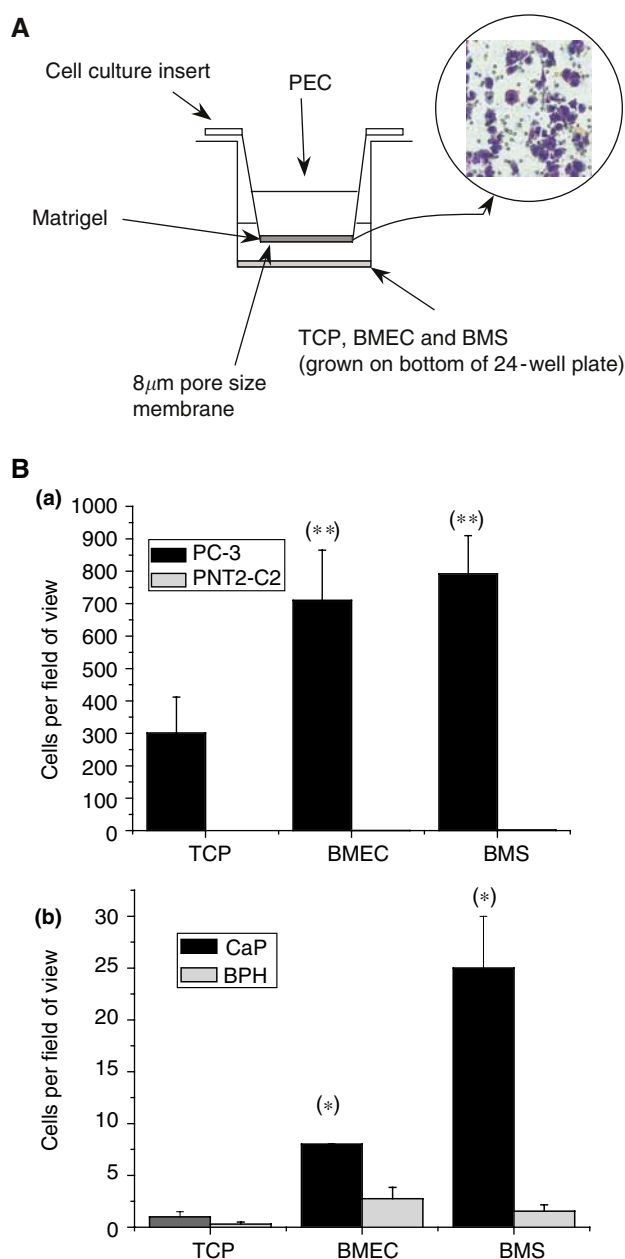 A
Cell culture insert
PEC
Matrigel
TCP, BMEC and BMS
(grown on bottom of 24-well plate)
8μm pore size
membrane
B
(a)
1000
900
800
700
600
500
400
300
200
100
0
Cells per field of view
PC-3
PNT2-C2
(**)
(**)
TCP
BMEC
BMS
(b)
30
25
20
15
10
5
0
Cells per field of view
CaP
BPH
(*)
(*)
TCP
BMEC
BMS